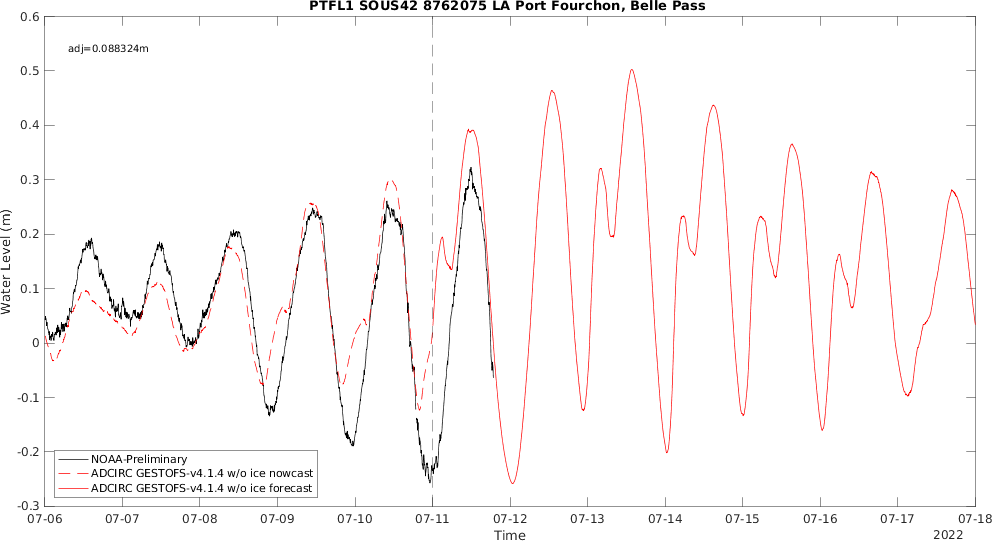 PTFL1 SOUS42 8762075 LA Port Fourchon, Belle Pass
adj=0.088324m
0.6
0.5
0.4
0.3
0.2
0.1
0
-0.1
-0.2
-0.3
Water Level (m)
NOAA-Preliminary
ADCIRC GESTOFS-v4.1.4 w/o ice nowcast
ADCIRC GESTOFS-v4.1.4 w/o ice forecast
07-06 07-07 07-08 07-09 07-10 07-11 07-12 07-13 07-14 07-15 07-16 07-17 07-18
Time
2022